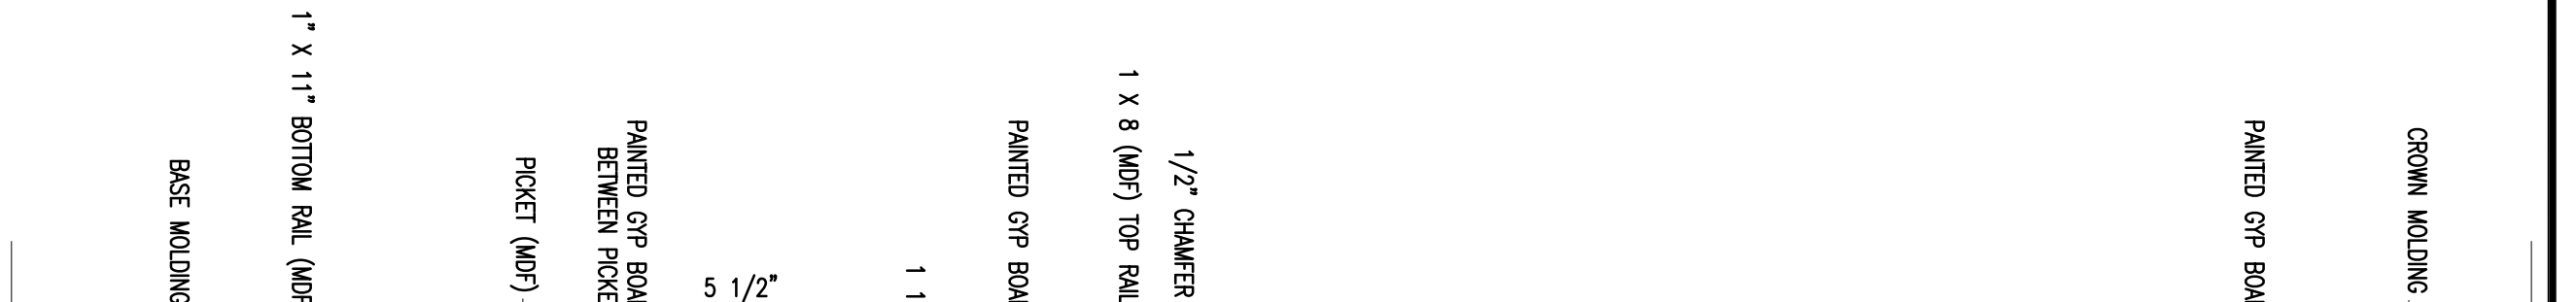 CROWN MOLDING
PAINTED GYP BOA
1/2" CHAMFER
1 X 8 (MDF) TOP RAIL
PAINTED GYP BOA
1 1
5 1/2"
PAINTED GYP BOA
BETWEEN PICKE
PICKET (MDF)
1" X 11" BOTTOM RAIL (MDF
BASE MOLDING